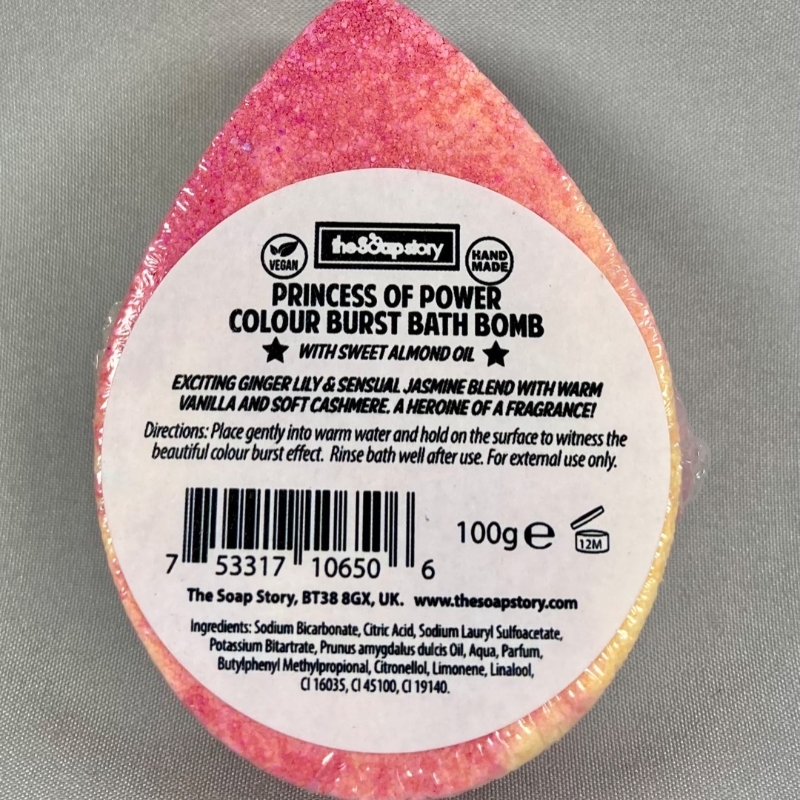 VEGAN
the Soap story
HAND MADE
PRINCESS OF POWER
COLOUR BURST BATH BOMB
WITH SWEET ALMOND OIL
EXCITING GINGER LILY & SENSUAL JASMINE BLEND WITH WARM
VANILLA AND SOFT CASHMERE. A HEROINE OF A FRAGRANCE!
Directions: Place gently into warm water and hold on the surface to witness the
beautiful colour burst effect. Rinse bath well after use. For external use only.
7 53317 10650 6
100g e
12M
The Soap Story, BT38 8GX, UK. www.thesoapstory.com
Ingredients: Sodium Bicarbonate, Citric Acid, Sodium Lauryl Sulfoacetate,
Potassium Bitartrate, Prunus amygdalus dulcis Oil, Aqua, Parfum,
Butylphenyl Methylpropional, Citronellol, Limonene, Linalool,
CI 16035, CI 45100, CI 19140.